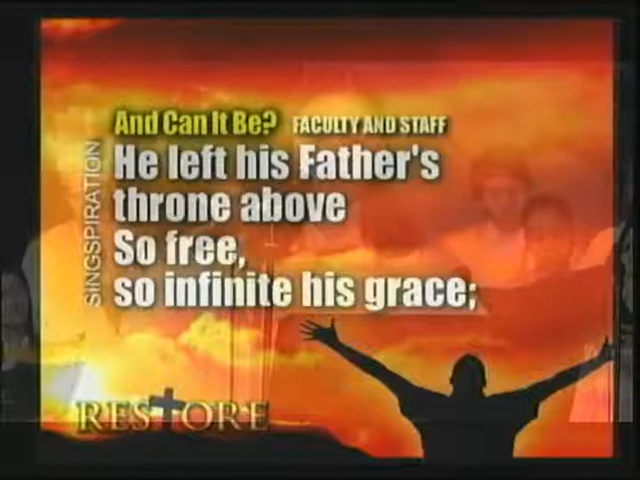 And Can It Be? FACULTY AND STAFF
He left his Father's
throne above
So free,
so infinite his grace;
SINGSPIRATION
RESTORE